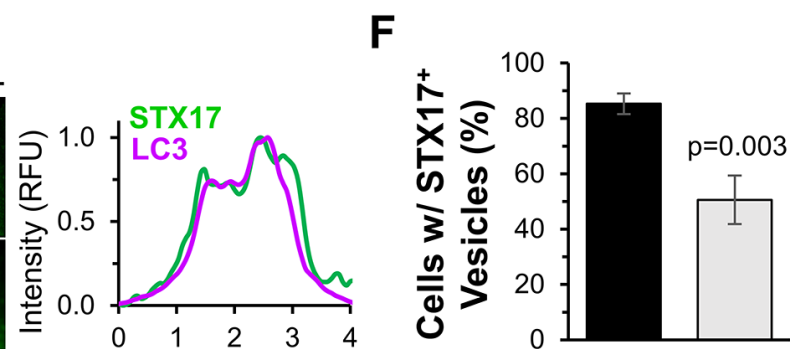 STX17
LC3
Intensity (RFU)
1.0
0.5
0.0
0 1 2 3 4
F
Cells w/ STX17⁺
Vesicles (%)
100
80
60
40
20
0
p=0.003